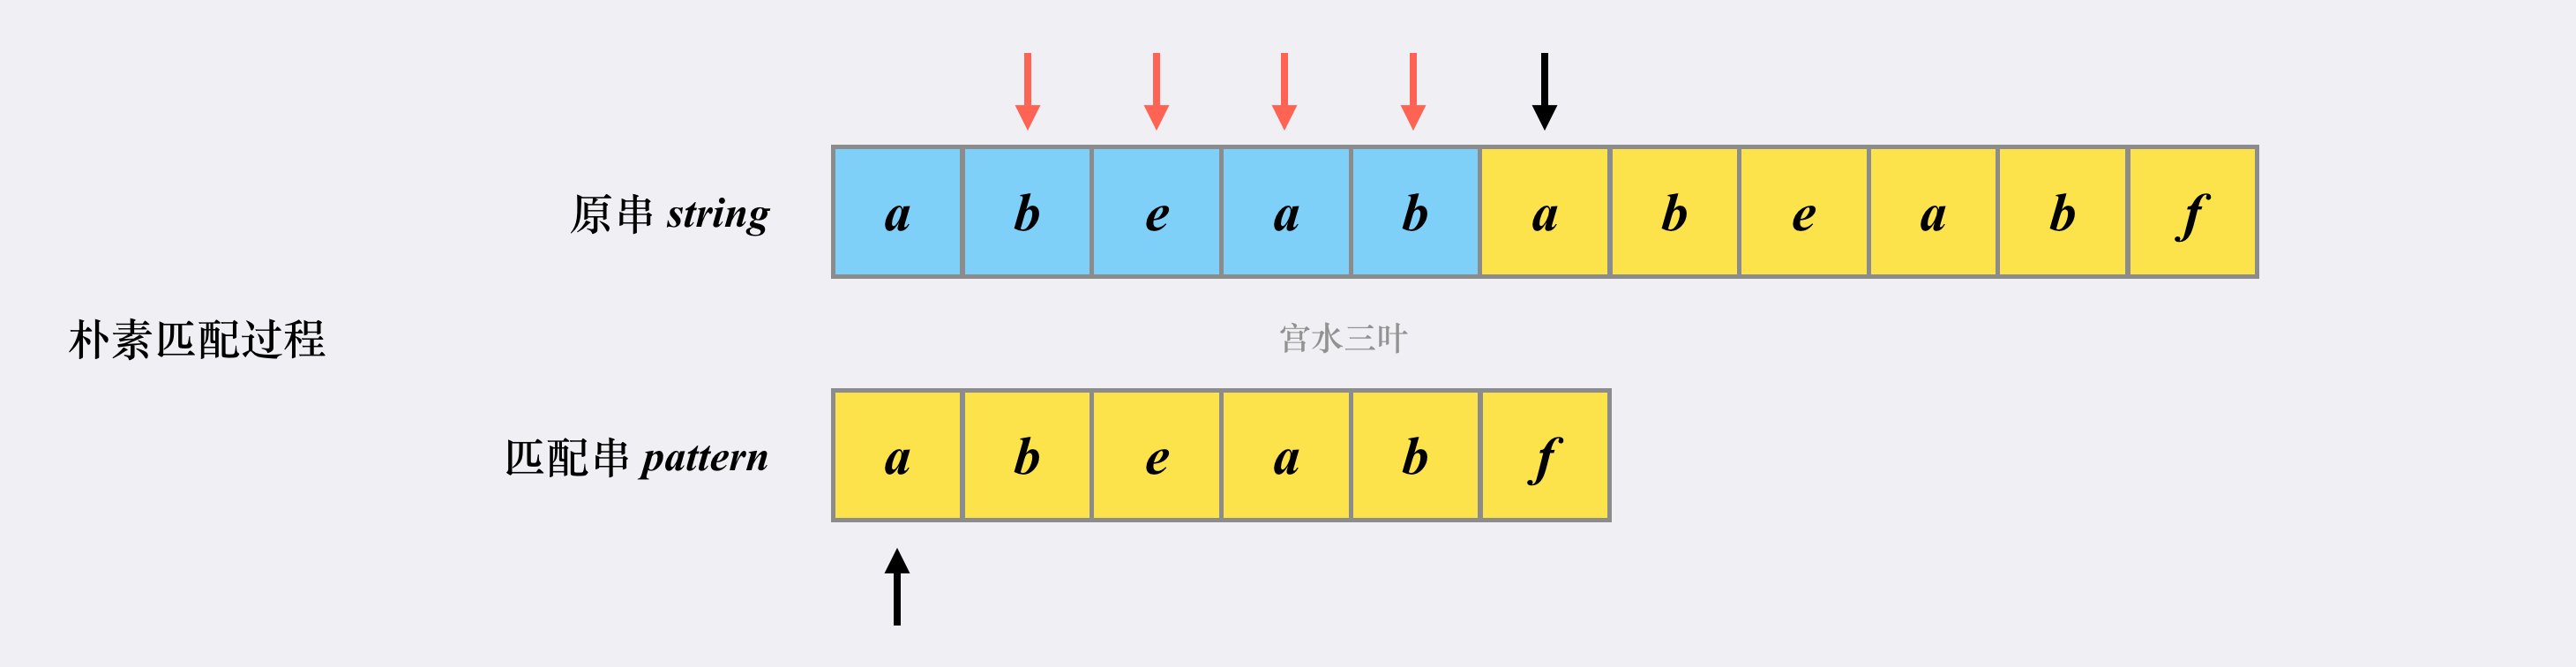 原串 string
a b e a b a b e a b f
朴素匹配过程
宫水三叶
匹配串 pattern
a b e a b f